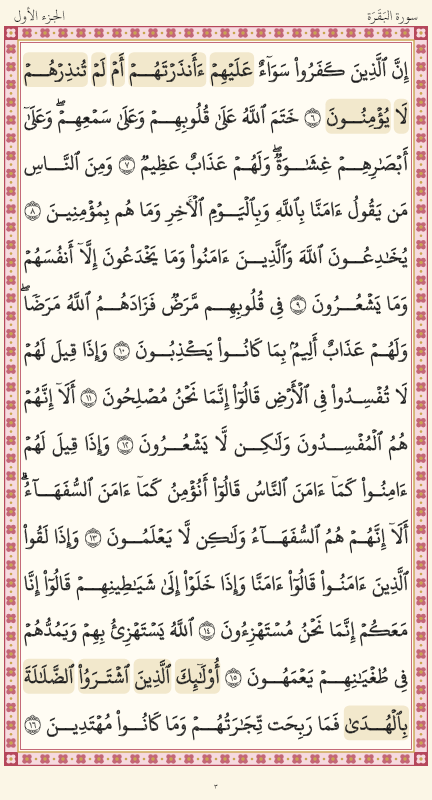 سورة البَقَرَة
الجزء الأول
إِنَّ ٱلَّذِينَ كَفَرُوا۟ سَوَآءٌ عَلَيْهِمْ ءَأَنذَرْتَهُمْ أَمْ لَمْ تُنذِرْهُمْ
لَا يُؤْمِنُونَ ٦ خَتَمَ ٱللَّهُ عَلَىٰ قُلُوبِهِمْ وَعَلَىٰ سَمْعِهِمْ ۖ وَعَلَىٰٓ
أَبْصَٰرِهِمْ غِشَٰوَةٌ ۖ وَلَهُمْ عَذَابٌ عَظِيمٌ ٧ وَمِنَ ٱلنَّاسِ
مَن يَقُولُ ءَامَنَّا بِٱللَّهِ وَبِٱلْيَوْمِ ٱلْءَاخِرِ وَمَا هُم بِمُؤْمِنِينَ ٨
يُخَٰدِعُونَ ٱللَّهَ وَٱلَّذِينَ ءَامَنُوا۟ وَمَا يَخْدَعُونَ إِلَّآ أَنفُسَهُمْ
وَمَا يَشْعُرُونَ ٩ فِى قُلُوبِهِم مَّرَضٌ فَزَادَهُمُ ٱللَّهُ مَرَضًا ۖ
وَلَهُمْ عَذَابٌ أَلِيمٌۢ بِمَا كَانُوا۟ يَكْذِبُونَ ١٠ وَإِذَا قِيلَ لَهُمْ
لَا تُفْسِدُوا۟ فِى ٱلْأَرْضِ قَالُوٓا۟ إِنَّمَا نَحْنُ مُصْلِحُونَ ١١ أَلَآ إِنَّهُمْ
هُمُ ٱلْمُفْسِدُونَ وَلَٰكِن لَّا يَشْعُرُونَ ١٢ وَإِذَا قِيلَ لَهُمْ
ءَامِنُوا۟ كَمَآ ءَامَنَ ٱلنَّاسُ قَالُوٓا۟ أَنُؤْمِنُ كَمَآ ءَامَنَ ٱلسُّفَهَآءُ ۗ
أَلَآ إِنَّهُمْ هُمُ ٱلسُّفَهَآءُ وَلَٰكِن لَّا يَعْلَمُونَ ١٣ وَإِذَا لَقُوا۟
ٱلَّذِينَ ءَامَنُوا۟ قَالُوٓا۟ ءَامَنَّا وَإِذَا خَلَوْا۟ إِلَىٰ شَيَٰطِينِهِمْ قَالُوٓا۟ إِنَّا
مَعَكُمْ إِنَّمَا نَحْنُ مُسْتَهْزِءُونَ ١٤ ٱللَّهُ يَسْتَهْزِئُ بِهِمْ وَيَمُدُّهُمْ
فِى طُغْيَٰنِهِمْ يَعْمَهُونَ ١٥ أُو۟لَٰٓئِكَ ٱلَّذِينَ ٱشْتَرَوُا۟ ٱلضَّلَٰلَةَ
بِٱلْهُدَىٰ فَمَا رَبِحَت تِّجَٰرَتُهُمْ وَمَا كَانُوا۟ مُهْتَدِينَ ١٦
٣